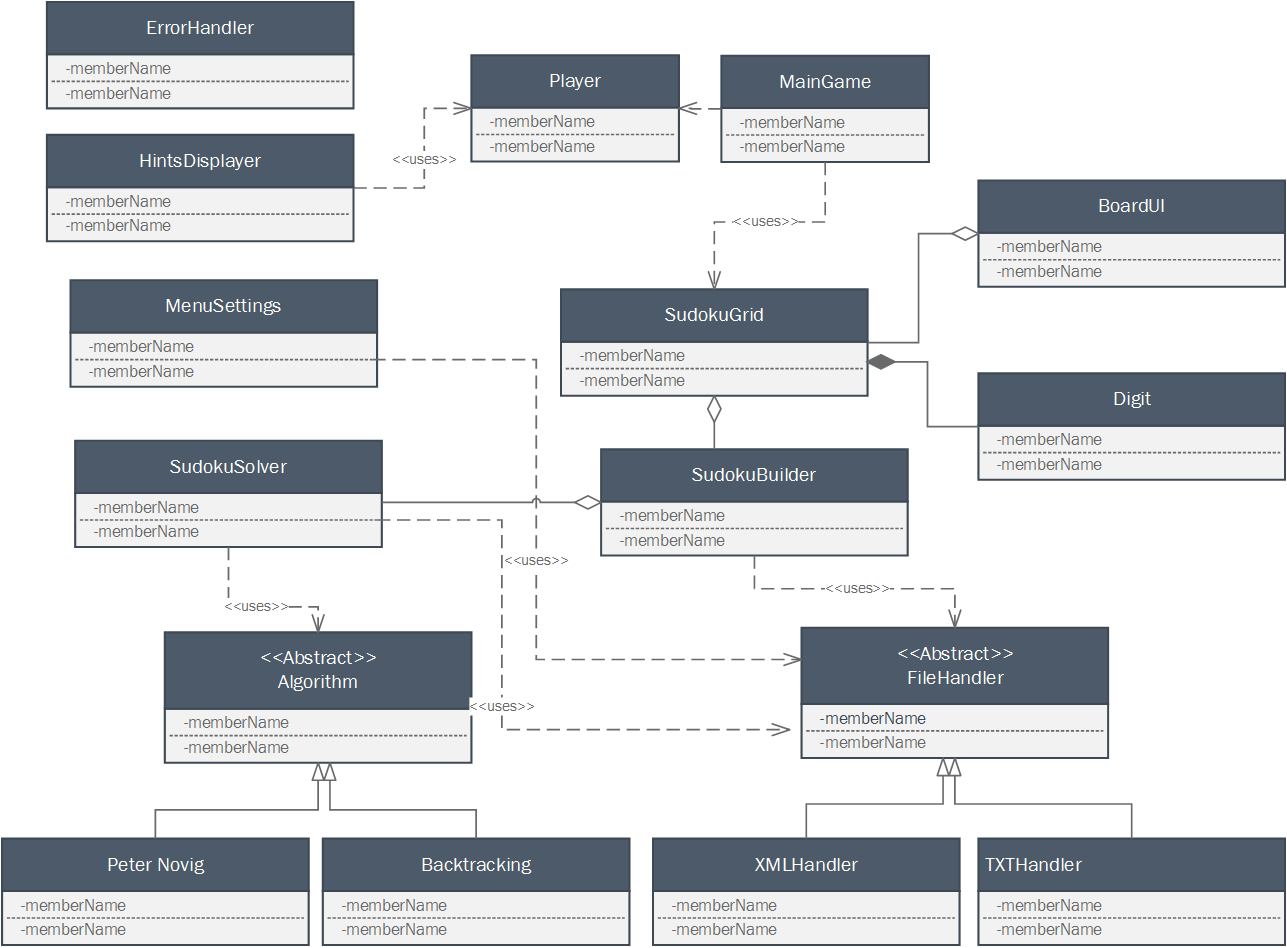 ErrorHandler
-memberName
-memberName
Player
-memberName
-memberName
MainGame
-memberName
-memberName
HintsDisplayer
-memberName
-memberName
<<uses>>
<<uses>>
BoardUI
-memberName
-memberName
MenuSettings
-memberName
-memberName
SudokuGrid
-memberName
-memberName
Digit
-memberName
-memberName
SudokuSolver
-memberName
-memberName
SudokuBuilder
-memberName
-memberName
<<uses>>
<<uses>>
<<uses>>
<<Abstract>>
Algorithm
-memberName
-memberName
<<uses>>
<<Abstract>>
FileHandler
-memberName
-memberName
Peter Novig
-memberName
-memberName
Backtracking
-memberName
-memberName
XMLHandler
-memberName
-memberName
TXTHandler
-memberName
-memberName